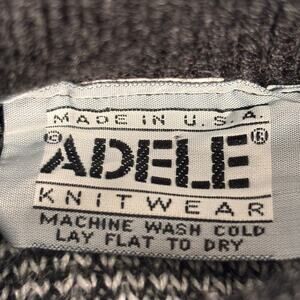 MADE IN U.S.A.
®ADELE®
KNITWEAR
MACHINE WASH COLD
LAY FLAT TO DRY